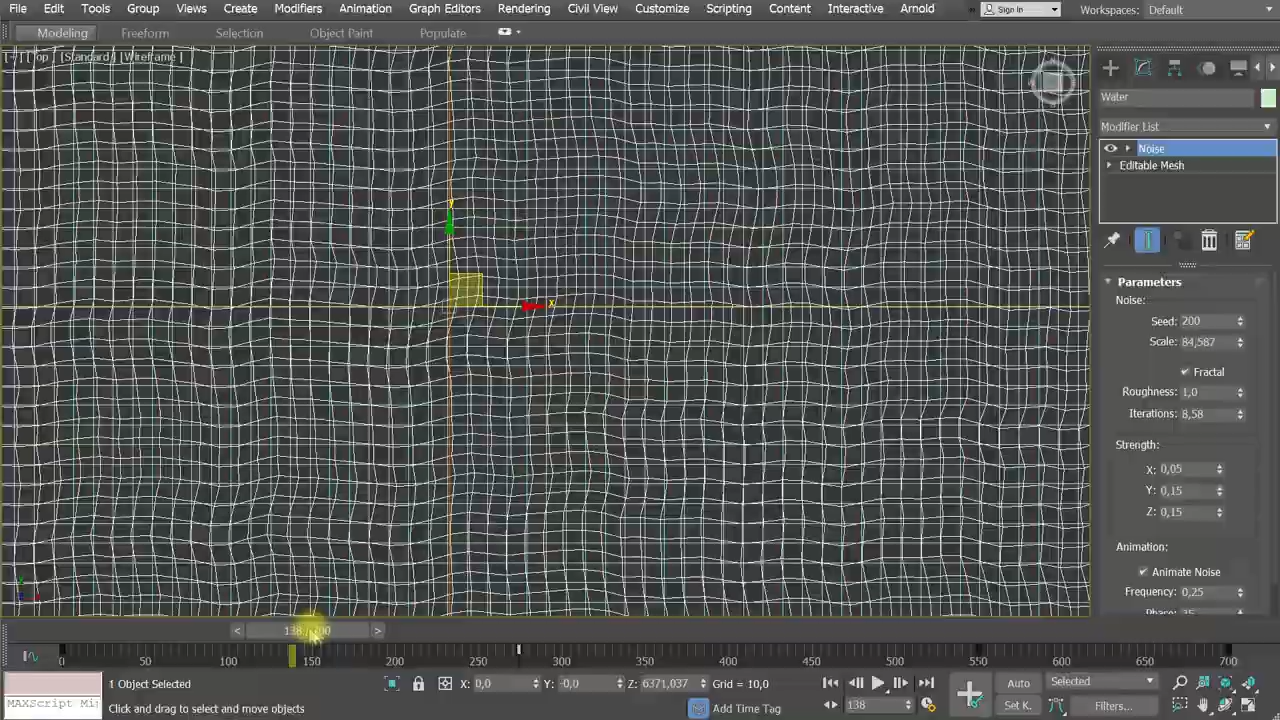 File Edit Tools Group Views Create Modifiers Animation Graph Editors Rendering Civil View Customize Scripting Content Interactive Arnold » Sign In Workspaces: Default
Modeling Freeform Selection Object Paint Populate
[Standard ] [Wireframe ]
Water
Modifier List
Noise
Editable Mesh
Parameters
Noise:
Seed: 200
Scale: 84,587
Fractal
Roughness: 1,0
Iterations: 8,58
Strength:
X: 0,05
Y: 0,15
Z: 0,15
Animation:
Animate Noise
Frequency: 0,25
y
x
< 138 / 700 >
0 50 100 150 200 250 300 350 400 450 500 550 600 650 700
1 Object Selected X: 0,0 Y: -0,0 Z: 6371,037 Grid = 10,0 Auto Selected
MAXScript Mi Click and drag to select and move objects Add Time Tag 138 Set K. Filters...